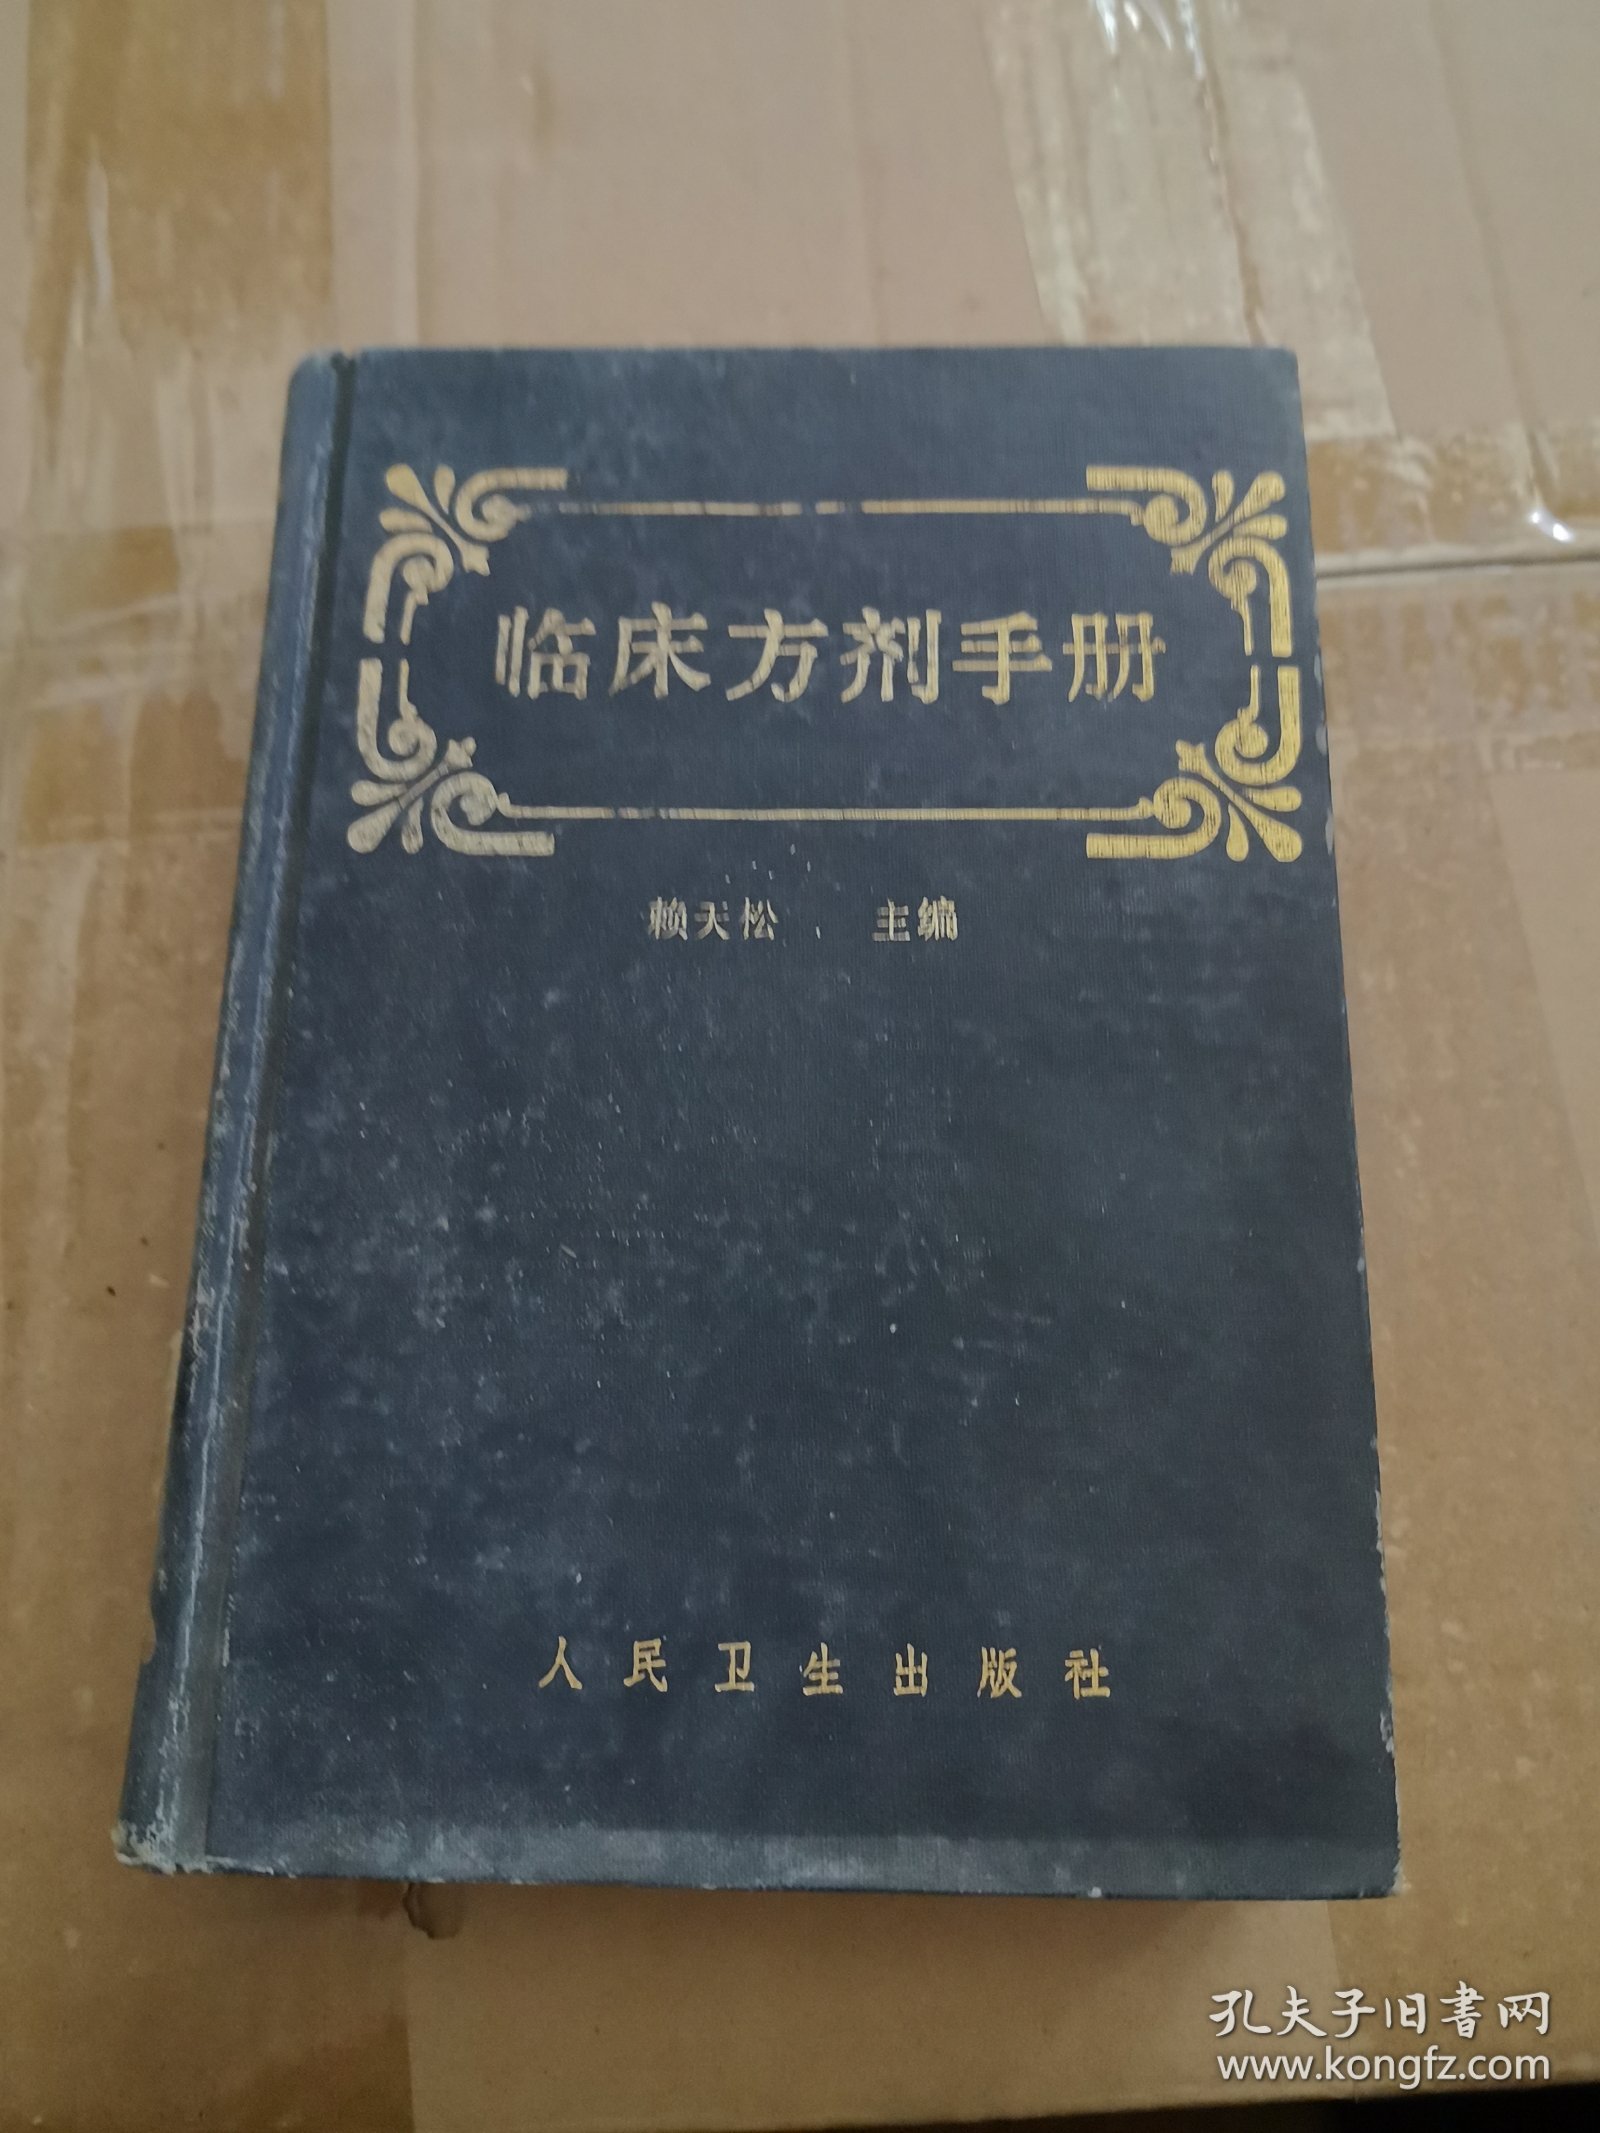 临床方剂手册
赖天松 主编
人民卫生出版社
孔夫子旧书网
www.kongfz.com